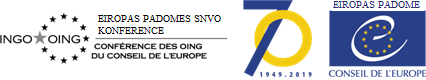 EIROPAS PADOMES SNVO
KONFERENCE
INGO OING
CONFÉRENCE DES OING
DU CONSEIL DE L'EUROPE
70
1949.2019
EIROPAS PADOME
CONSEIL DE L'EUROPE